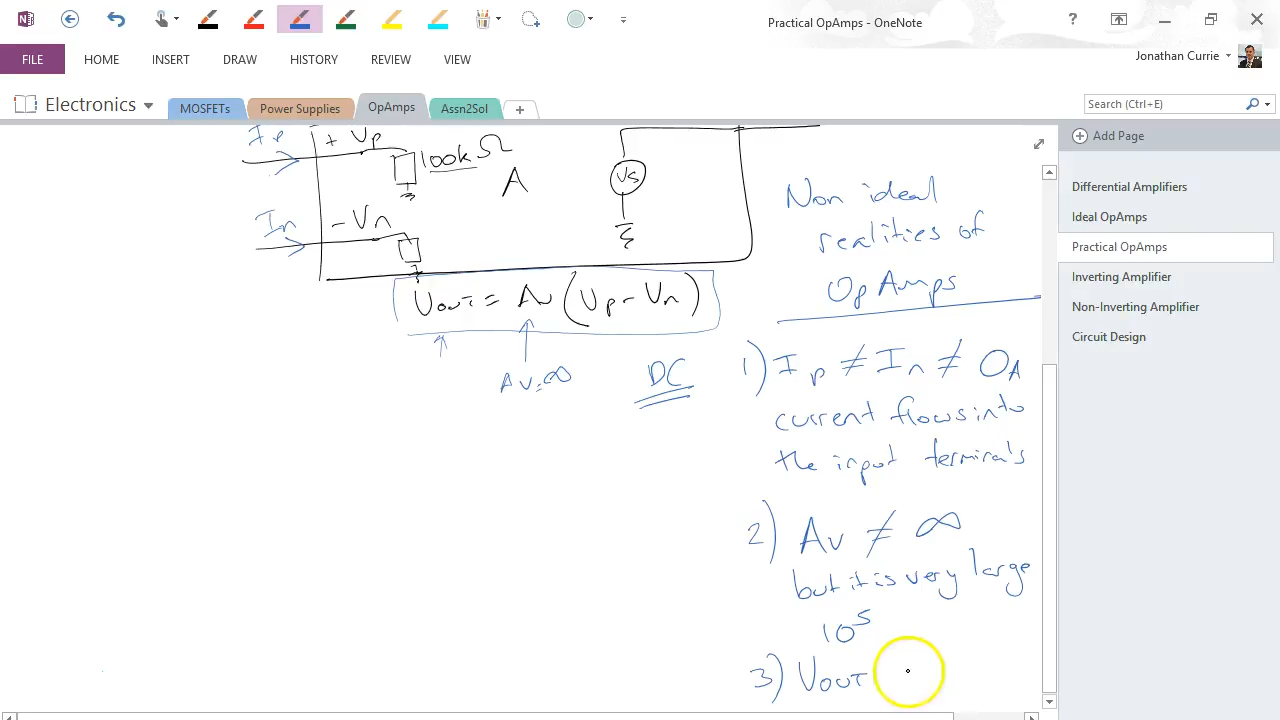 Practical OpAmps - OneNote
?
FILE
HOME
INSERT
DRAW
HISTORY
REVIEW
VIEW
Jonathan Currie
Electronics
MOSFETs
Power Supplies
OpAmps
Assn2Sol
+
Search (Ctrl+E)
Add Page
Differential Amplifiers
Ideal OpAmps
Practical OpAmps
Inverting Amplifier
Non-Inverting Amplifier
Circuit Design
Ip
+ Vp
100kΩ
A
Vs
In
- Vn
Vout = Av (Vp - Vn)
Av = ∞
DC
Non ideal
realities of
OpAmps
1) Ip ≠ In ≠ 0A
current flows into
the input terminals
2) Av ≠ ∞
but it is very large
10⁵
3) Vout